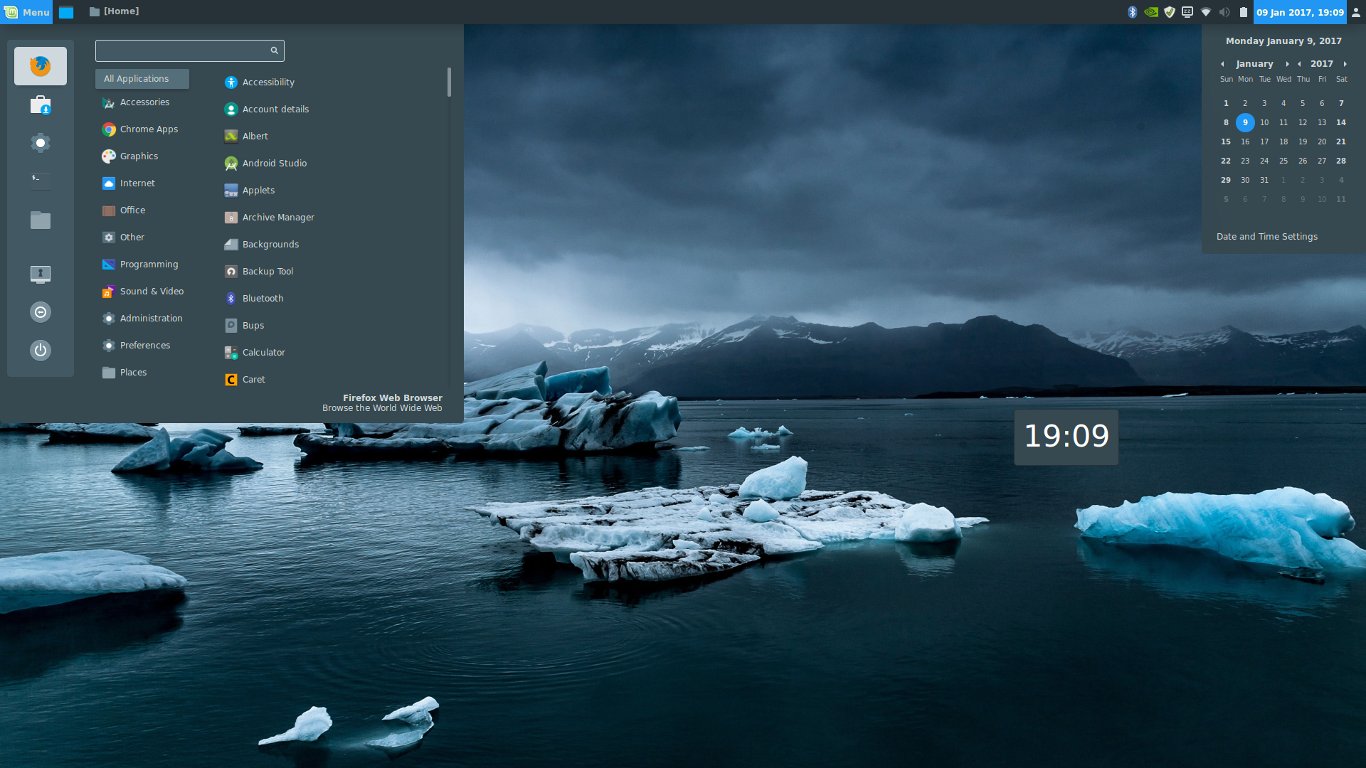 Menu
[Home]
09 Jan 2017, 19:09
All Applications
Accessories
Chrome Apps
Graphics
Internet
Office
Other
Programming
Sound & Video
Administration
Preferences
Places
Accessibility
Account details
Albert
Android Studio
Applets
Archive Manager
Backgrounds
Backup Tool
Bluetooth
Bups
Calculator
Caret
Firefox Web Browser
Browse the World Wide Web
Monday January 9, 2017
January 2017
Sun Mon Tue Wed Thu Fri Sat
1 2 3 4 5 6 7
8 9 10 11 12 13 14
15 16 17 18 19 20 21
22 23 24 25 26 27 28
29 30 31 1 2 3 4
5 6 7 8 9 10 11
Date and Time Settings
19:09